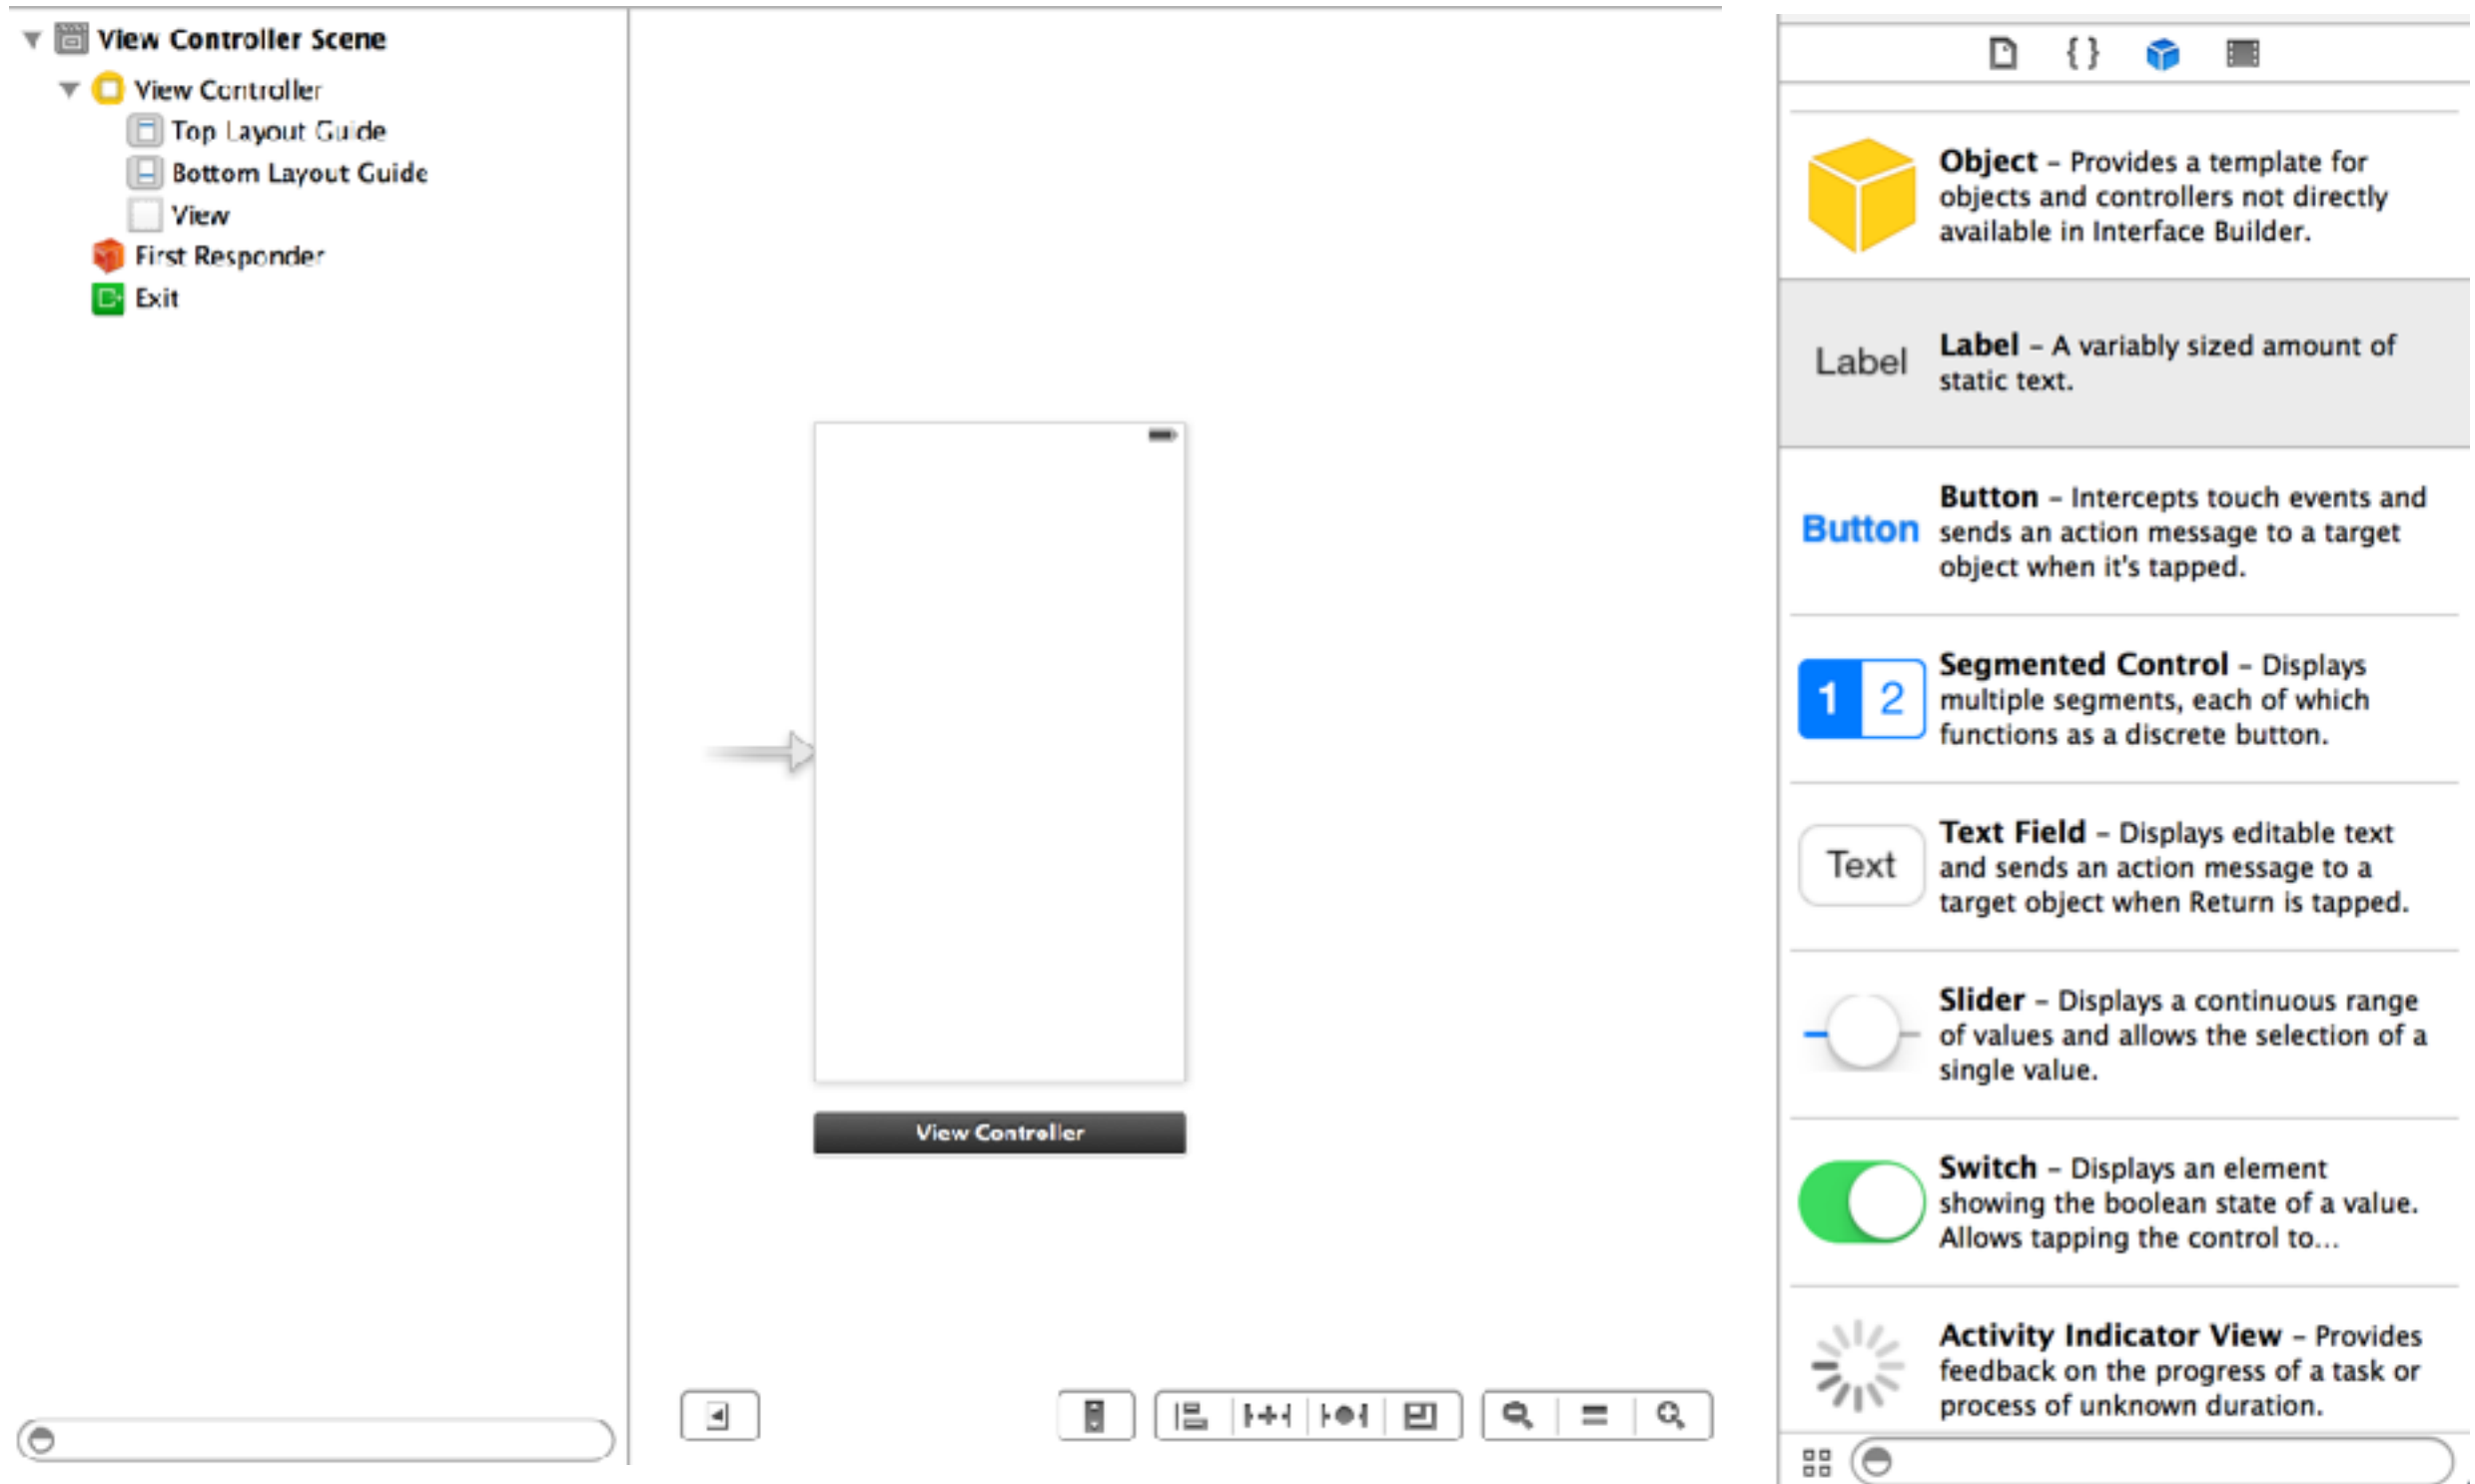 View Controller Scene
View Controller
Top Layout Guide
Bottom Layout Guide
View
First Responder
Exit
View Controller
{ }
Object – Provides a template for
objects and controllers not directly
available in Interface Builder.
Label
Label – A variably sized amount of
static text.
Button
Button – Intercepts touch events and
sends an action message to a target
object when it's tapped.
1 2
Segmented Control – Displays
multiple segments, each of which
functions as a discrete button.
Text
Text Field – Displays editable text
and sends an action message to a
target object when Return is tapped.
Slider – Displays a continuous range
of values and allows the selection of a
single value.
Switch – Displays an element
showing the boolean state of a value.
Allows tapping the control to...
Activity Indicator View – Provides
feedback on the progress of a task or
process of unknown duration.